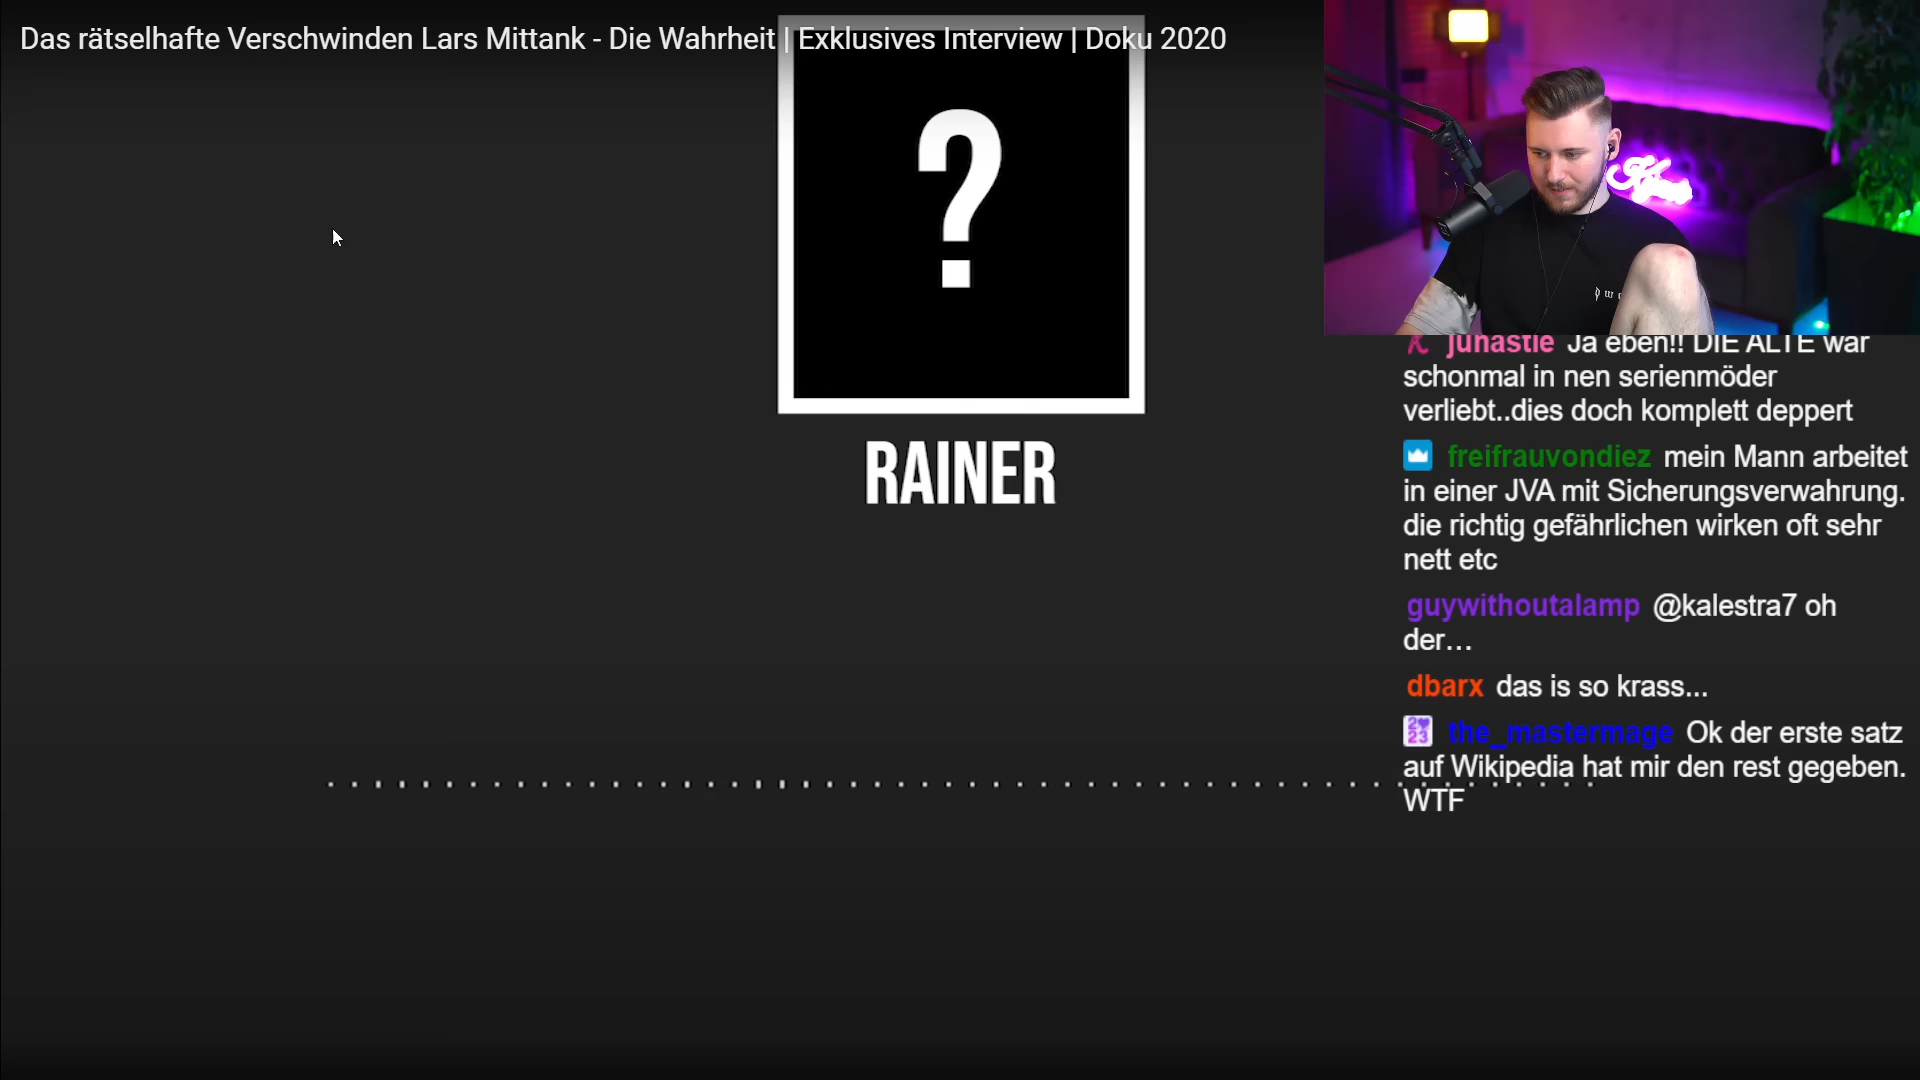 Das rätselhafte Verschwinden Lars Mittank - Die Wahrheit | Exklusives Interview | Doku 2020
?
RAINER
junastie Ja eben!! DIE ALTE war
schonmal in nen serienmöder
verliebt..dies doch komplett deppert
freifrauvondiez mein Mann arbeitet
in einer JVA mit Sicherungsverwahrung.
die richtig gefährlichen wirken oft sehr
nett etc
guywithoutalamp @kalestra7 oh
der...
dbarx das is so krass...
2 23 the_mastermage Ok der erste satz
auf Wikipedia hat mir den rest gegeben.
WTF